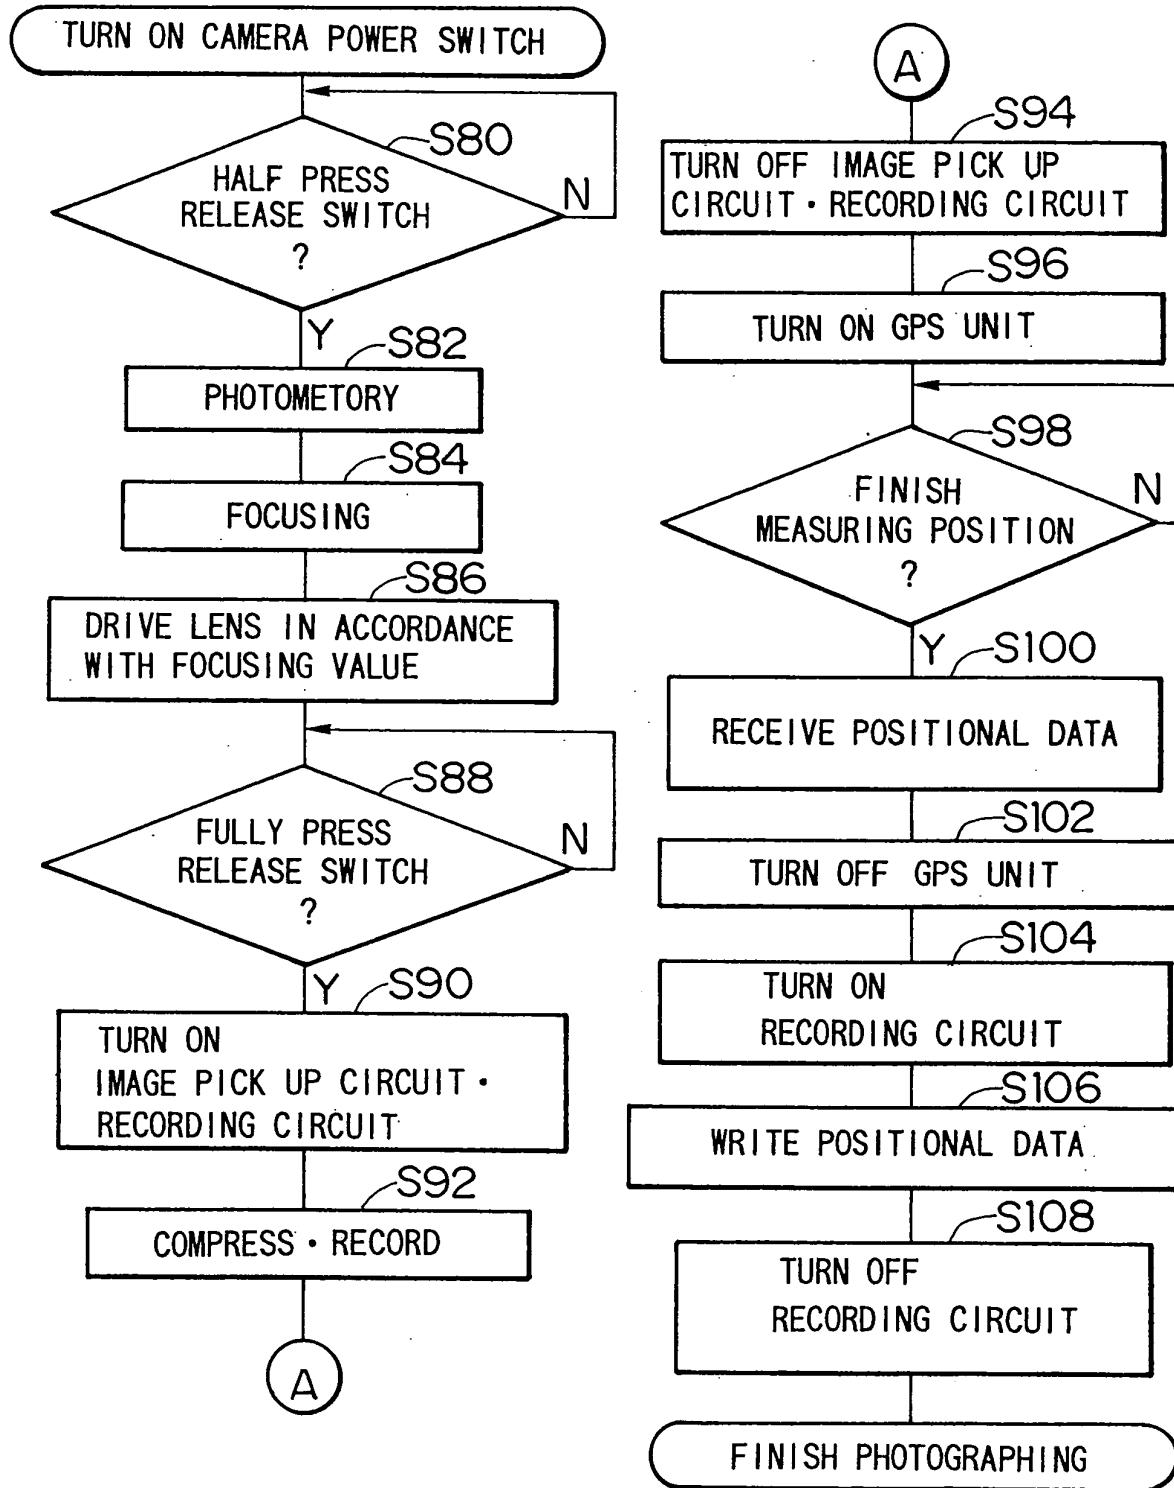 TURN ON CAMERA POWER SWITCH
S80
HALF PRESS
RELEASE SWITCH
?
N
Y
S82
PHOTOMETORY
S84
FOCUSING
S86
DRIVE LENS IN ACCORDANCE
WITH FOCUSING VALUE
S88
FULLY PRESS
RELEASE SWITCH
?
N
Y
S90
TURN ON
IMAGE PICK UP CIRCUIT・
RECORDING CIRCUIT
S92
COMPRESS・RECORD
A
A
S94
TURN OFF IMAGE PICK UP
CIRCUIT・RECORDING CIRCUIT
S96
TURN ON GPS UNIT
S98
FINISH
MEASURING POSITION
?
N
Y
S100
RECEIVE POSITIONAL DATA
S102
TURN OFF GPS UNIT
S104
TURN ON
RECORDING CIRCUIT
S106
WRITE POSITIONAL DATA
S108
TURN OFF
RECORDING CIRCUIT
FINISH PHOTOGRAPHING